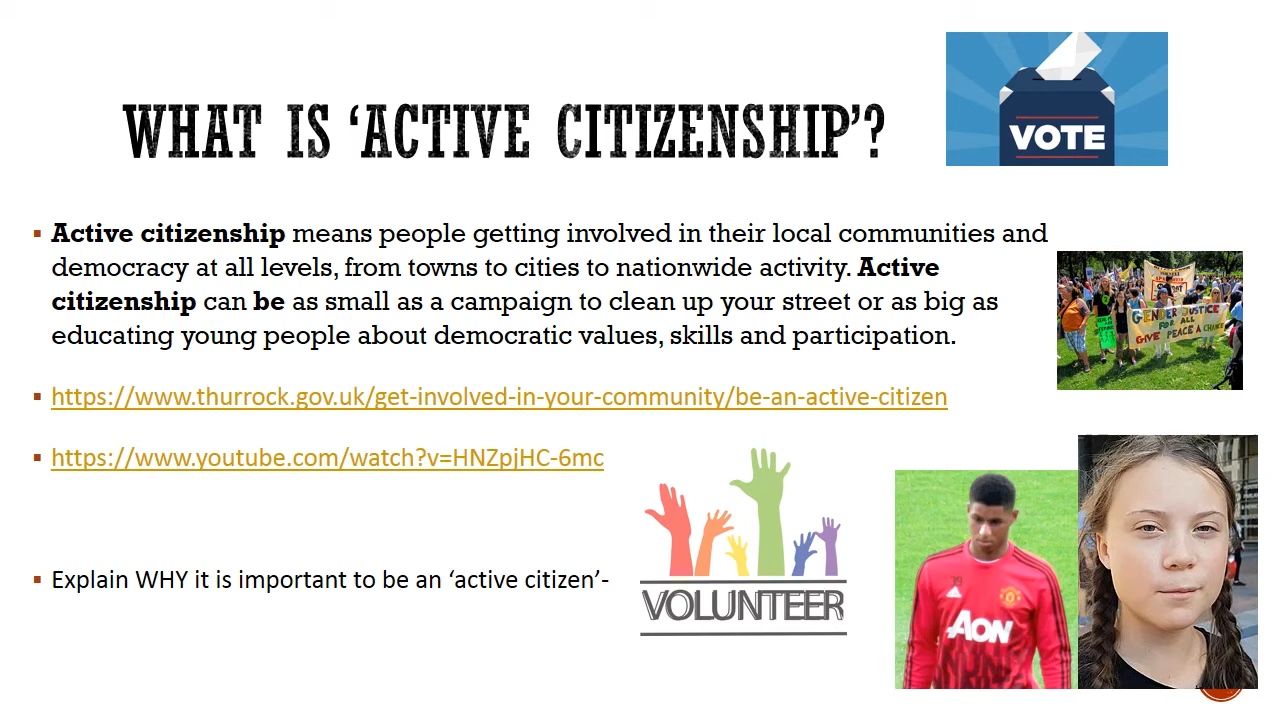 WHAT IS ‘ACTIVE CITIZENSHIP’?
VOTE
Active citizenship means people getting involved in their local communities and
democracy at all levels, from towns to cities to nationwide activity. Active
citizenship can be as small as a campaign to clean up your street or as big as
educating young people about democratic values, skills and participation.
GENDER JUSTICE
FOR ALL
GIVE PEACE A CHANCE
https://www.thurrock.gov.uk/get-involved-in-your-community/be-an-active-citizen
https://www.youtube.com/watch?v=HNZpjHC-6mc
Explain WHY it is important to be an ‘active citizen’-
VOLUNTEER
39
AON